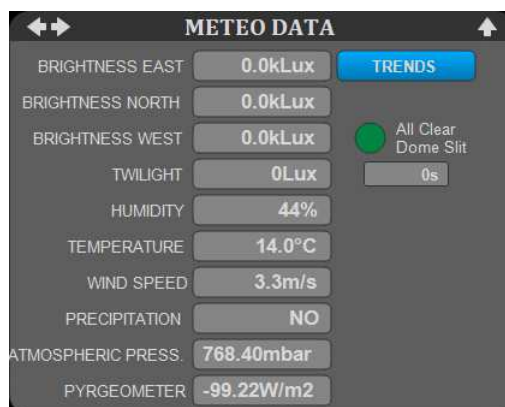 METEO DATA
BRIGHTNESS EAST 0.0kLux TRENDS
BRIGHTNESS NORTH 0.0kLux
BRIGHTNESS WEST 0.0kLux All Clear
Dome Slit
TWILIGHT 0Lux 0s
HUMIDITY 44%
TEMPERATURE 14.0°C
WIND SPEED 3.3m/s
PRECIPITATION NO
ATMOSPHERIC PRESS. 768.40mbar
PYRGEOMETER -99.22W/m2